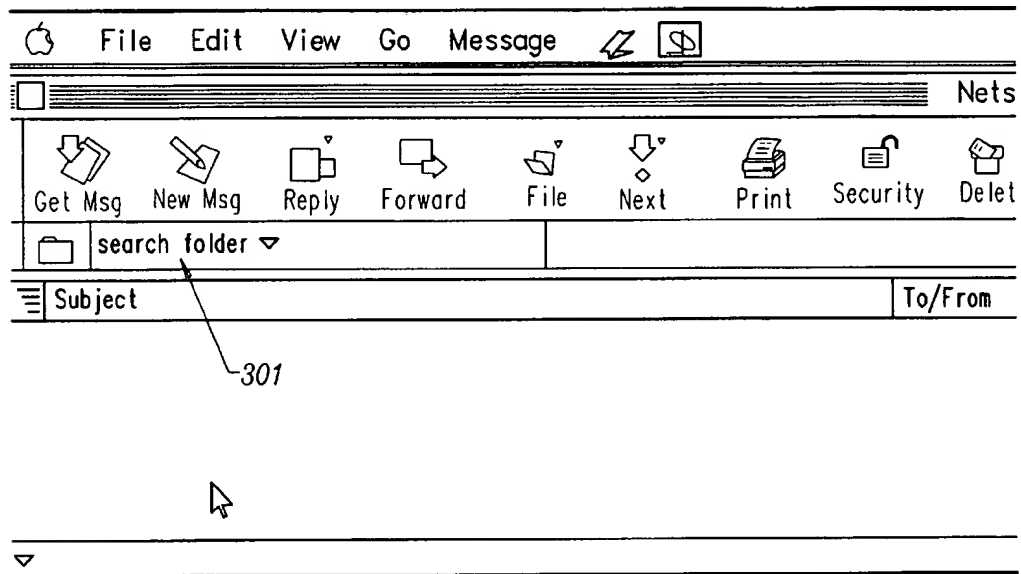 File Edit View Go Message
Nets
Get Msg New Msg Reply Forward File Next Print Security Delet
search folder
Subject To/From
301